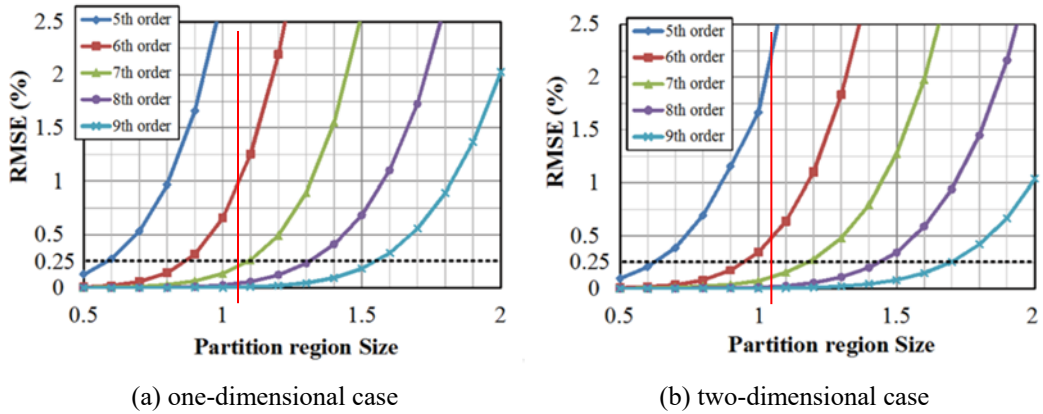 2.5
2
1.5
1
0.5
0.25
0
RMSE (%)
5th order
6th order
7th order
8th order
9th order
0.5
1
1.5
2
Partition region Size
(a) one-dimensional case
2.5
2
1.5
1
0.5
0.25
0
RMSE (%)
5th order
6th order
7th order
8th order
9th order
0.5
1
1.5
2
Partition region Size
(b) two-dimensional case